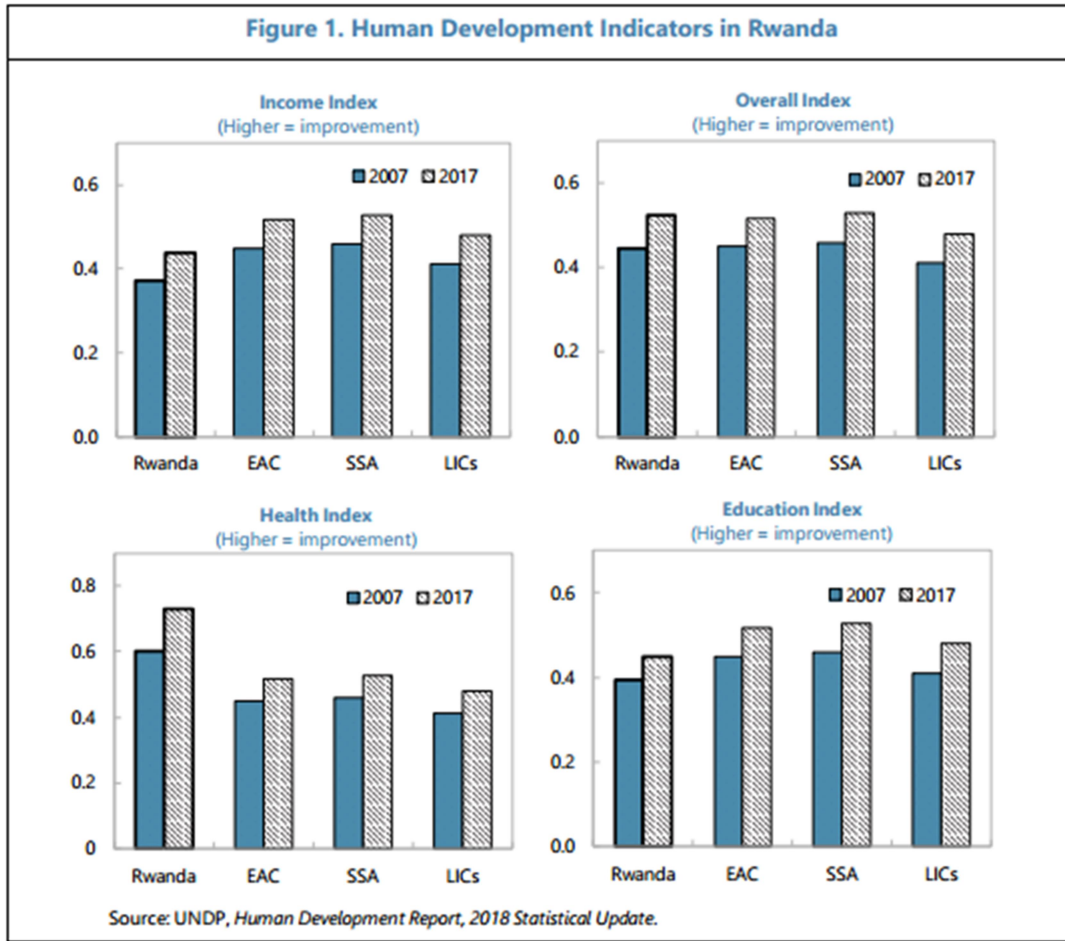 Figure 1. Human Development Indicators in Rwanda
Income Index
(Higher = improvement)
2007 2017
0.6
0.4
0.2
0.0
Rwanda EAC SSA LICs
Overall Index
(Higher = improvement)
2007 2017
0.6
0.4
0.2
0.0
Rwanda EAC SSA LICs
Health Index
(Higher = improvement)
2007 2017
0.8
0.6
0.4
0.2
0
Rwanda EAC SSA LICs
Education Index
(Higher = improvement)
2007 2017
0.6
0.4
0.2
0.0
Rwanda EAC SSA LICs
Source: UNDP, Human Development Report, 2018 Statistical Update.